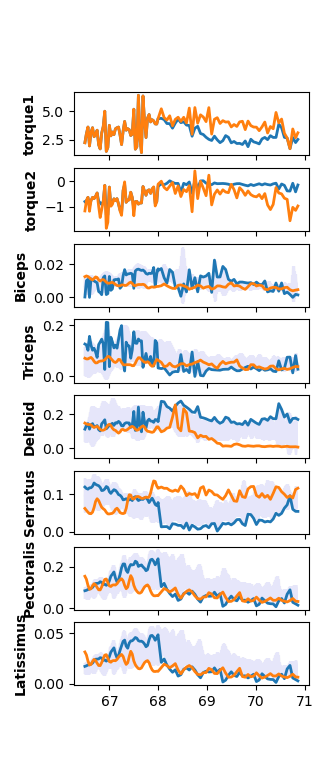 torque1
5.0
2.5
torque2
0
−1
Biceps
0.02
0.00
Triceps
0.2
0.0
Deltoid
0.2
0.0
Serratus
0.1
0.0
Pectoralis
0.2
0.0
Latissimus
0.05
0.00
67 68 69 70 71